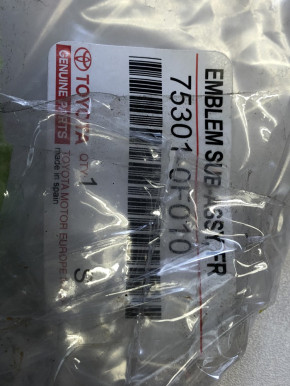 EMBLEM SUB-ASSY, FR
75301-0F010
TOYOTA QTY: 1
GENUINE PARTS
TOYOTA MOTOR EUROPE
made in spain
S